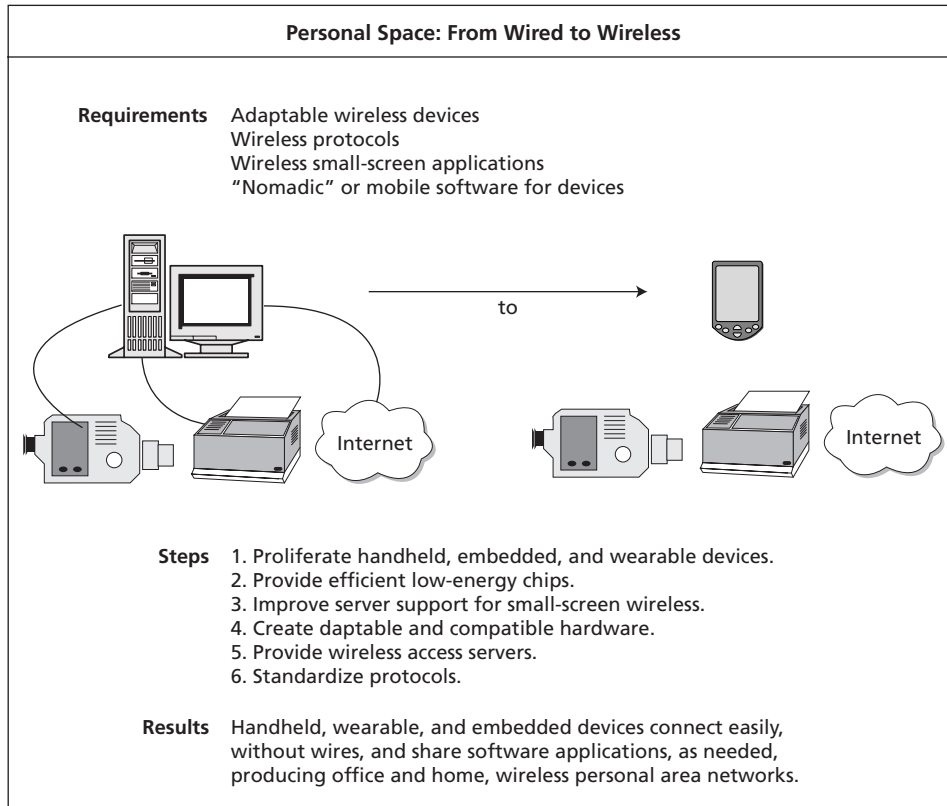 Personal Space: From Wired to Wireless
Requirements Adaptable wireless devices
Wireless protocols
Wireless small-screen applications
“Nomadic” or mobile software for devices
to
Internet
Internet
Steps 1. Proliferate handheld, embedded, and wearable devices.
2. Provide efficient low-energy chips.
3. Improve server support for small-screen wireless.
4. Create daptable and compatible hardware.
5. Provide wireless access servers.
6. Standardize protocols.
Results Handheld, wearable, and embedded devices connect easily,
without wires, and share software applications, as needed,
producing office and home, wireless personal area networks.